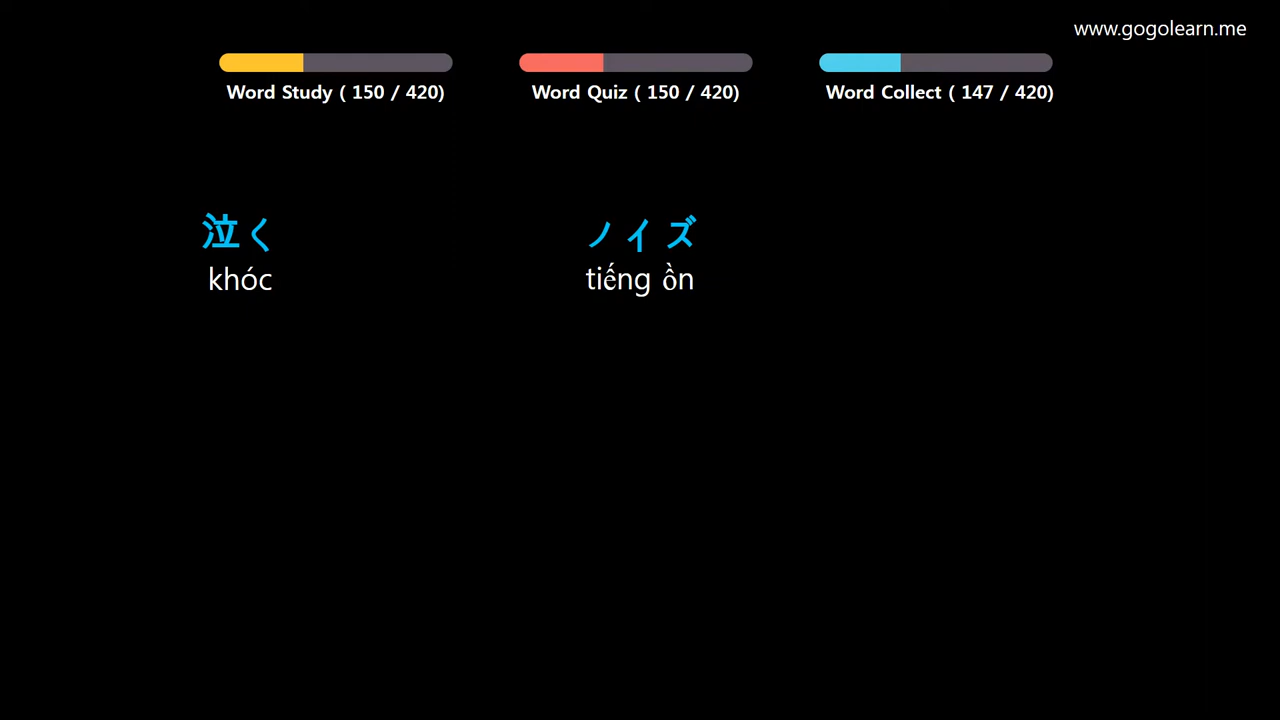 www.gogolearn.me
Word Study ( 150 / 420)
Word Quiz ( 150 / 420)
Word Collect ( 147 / 420)
泣く
khóc
ノイズ
tiếng ồn